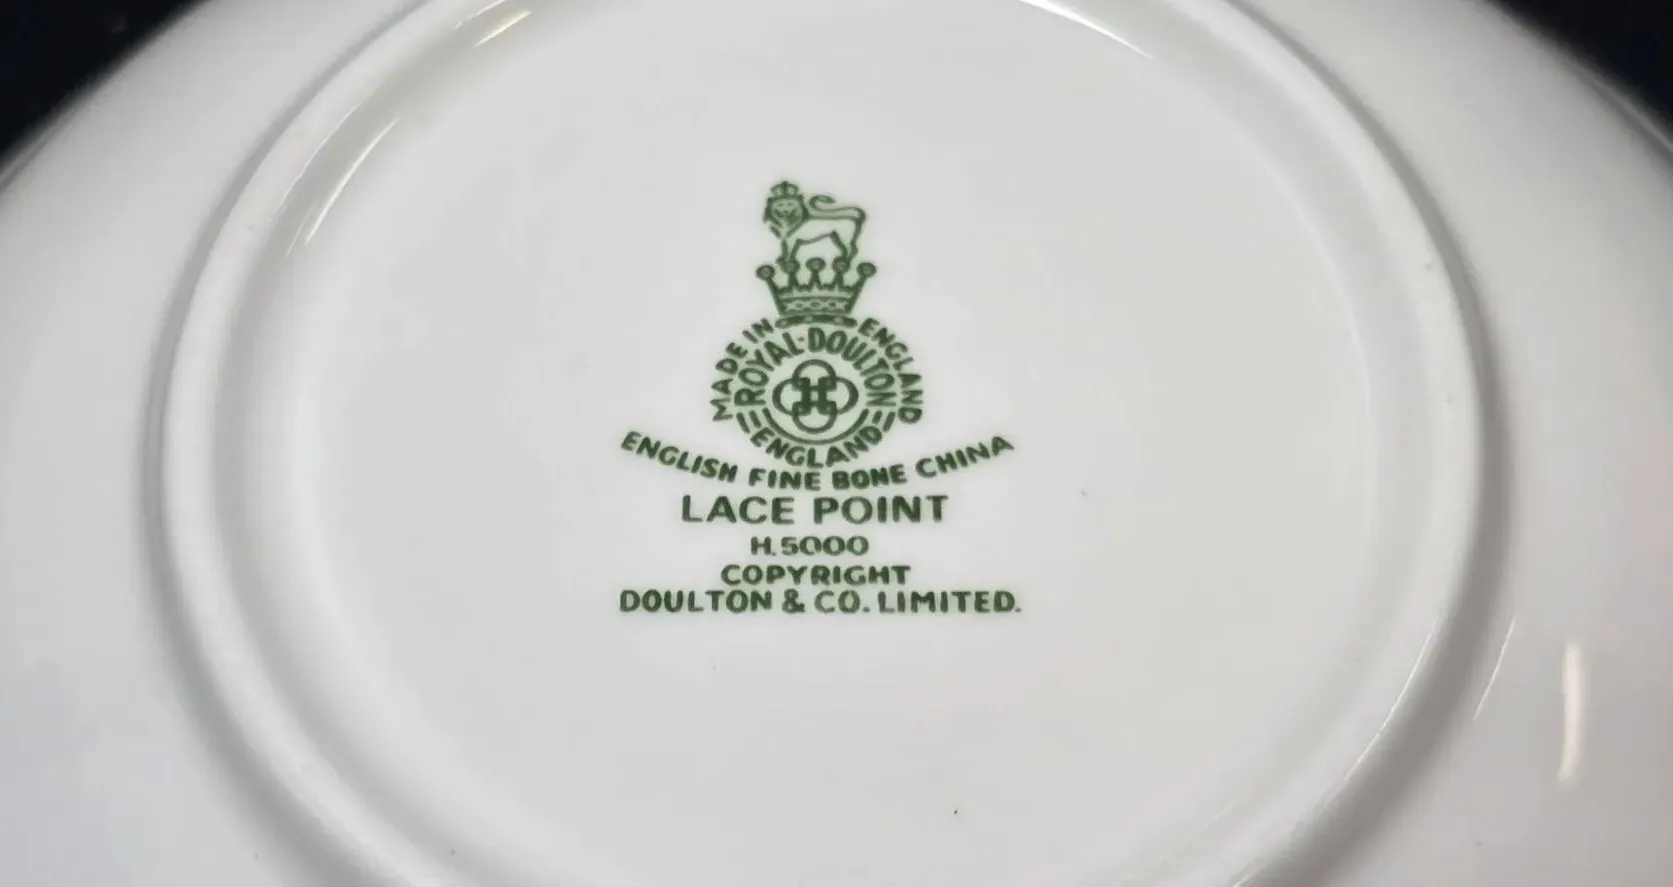 MADE IN ENGLAND
ROYAL·DOULTON
ENGLAND
ENGLISH FINE BONE CHINA
LACE POINT
H.5000
COPYRIGHT
DOULTON & CO. LIMITED.